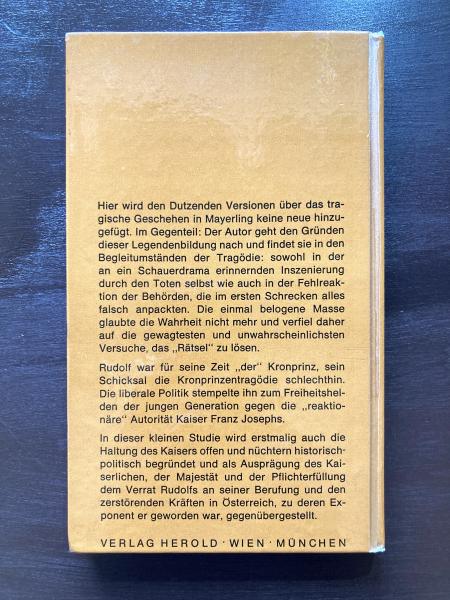 Hier wird den Dutzenden Versionen über das tra-
gische Geschehen in Mayerling keine neue hinzu-
gefügt. Im Gegenteil: Der Autor geht den Gründen
dieser Legendenbildung nach und findet sie in den
Begleitumständen der Tragödie: sowohl in der
an ein Schauerdrama erinnernden Inszenierung
durch den Toten selbst wie auch in der Fehlreak-
tion der Behörden, die im ersten Schrecken alles
falsch anpackten. Die einmal belogene Masse
glaubte die Wahrheit nicht mehr und verfiel daher
auf die gewagtesten und unwahrscheinlichsten
Versuche, das „Rätsel” zu lösen.
Rudolf war für seine Zeit „der” Kronprinz, sein
Schicksal die Kronprinzentragödie schlechthin.
Die liberale Politik stempelte ihn zum Freiheitshel-
den der jungen Generation gegen die „reaktio-
näre” Autorität Kaiser Franz Josephs.
In dieser kleinen Studie wird erstmalig auch die
Haltung des Kaisers offen und nüchtern historisch-
politisch begründet und als Ausprägung des Kai-
serlichen, der Majestät und der Pflichterfüllung
dem Verrat Rudolfs an seiner Berufung und den
zerstörenden Kräften in Österreich, zu deren Ex-
ponent er geworden war, gegenübergestellt.
VERLAG HEROLD · WIEN · MÜNCHEN